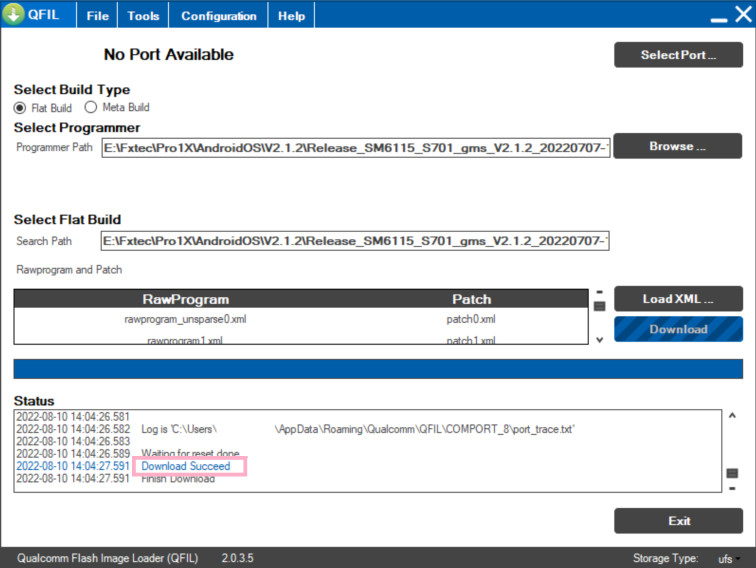 QFIL File Tools Configuration Help
No Port Available
Select Port ...
Select Build Type
Flat Build Meta Build
Select Programmer
Programmer Path E:\Fxtec\Pro1X\AndroidOS\V2.1.2\Release_SM6115_S701_gms_V2.1.2_20220707- Browse ...
Select Flat Build
Search Path E:\Fxtec\Pro1X\AndroidOS\V2.1.2\Release_SM6115_S701_gms_V2.1.2_20220707-
Rawprogram and Patch
RawProgram Patch
Load XML ...
rawprogram_unsparse0.xml patch0.xml
Download
rawprogram1.xml patch1.xml
Status
2022-08-10 14:04:26.581
2022-08-10 14:04:26.582 Log is 'C:\Users\ \AppData\Roaming\Qualcomm\QFIL\COMPORT_8\port_trace.txt'
2022-08-10 14:04:26.583
2022-08-10 14:04:26.589 Waiting for reset done
2022-08-10 14:04:27.591 Download Succeed
2022-08-10 14:04:27.591 Finish Download
Exit
Qualcomm Flash Image Loader (QFIL) 2.0.3.5 Storage Type: ufs